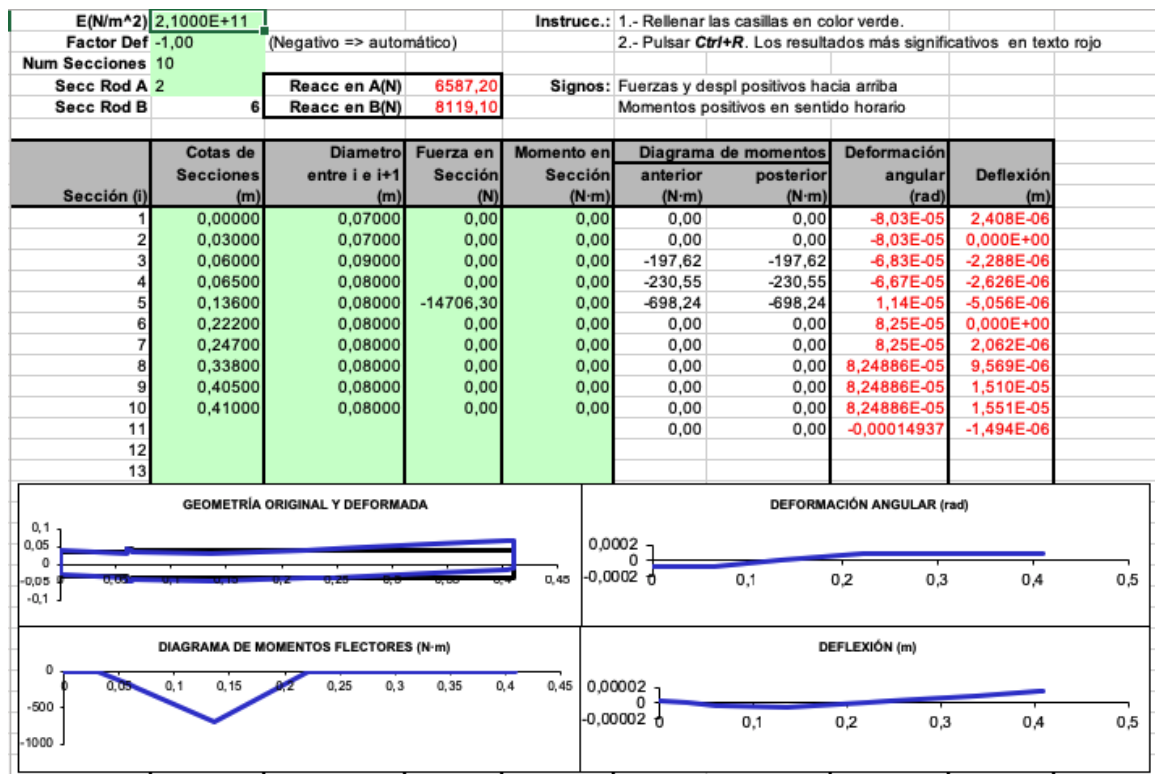 E(N/m^2) 2,1000E+11 Instrucc.: 1.- Rellenar las casillas en color verde.
Factor Def -1,00 (Negativo => automático) 2.- Pulsar Ctrl+R. Los resultados más significativos en texto rojo
Num Secciones 10
Secc Rod A 2 Reacc en A(N) 6587,20 Signos: Fuerzas y despl positivos hacia arriba
Secc Rod B 6 Reacc en B(N) 8119,10 Momentos positivos en sentido horario
Cotas de Diametro Fuerza en Momento en Diagrama de momentos Deformación
Secciones entre i e i+1 Sección Sección anterior posterior angular Deflexión
Sección (i) (m) (m) (N) (N·m) (N·m) (N·m) (rad) (m)
1 0,00000 0,07000 0,00 0,00 0,00 0,00 -8,03E-05 2,408E-06
2 0,03000 0,07000 0,00 0,00 0,00 0,00 -8,03E-05 0,000E+00
3 0,06000 0,09000 0,00 0,00 -197,62 -197,62 -6,83E-05 -2,288E-06
4 0,06500 0,08000 0,00 0,00 -230,55 -230,55 -6,67E-05 -2,626E-06
5 0,13600 0,08000 -14706,30 0,00 -698,24 -698,24 1,14E-05 -5,056E-06
6 0,22200 0,08000 0,00 0,00 0,00 0,00 8,25E-05 0,000E+00
7 0,24700 0,08000 0,00 0,00 0,00 0,00 8,25E-05 2,062E-06
8 0,33800 0,08000 0,00 0,00 0,00 0,00 8,24886E-05 9,569E-06
9 0,40500 0,08000 0,00 0,00 0,00 0,00 8,24886E-05 1,510E-05
10 0,41000 0,08000 0,00 0,00 0,00 0,00 8,24886E-05 1,551E-05
11 0,00 0,00 -0,00014937 -1,494E-06
12
13
GEOMETRÍA ORIGINAL Y DEFORMADA
0,1
0,05
0
-0,05
-0,1
0,45
DEFORMACIÓN ANGULAR (rad)
0,0002
0
-0,0002
0 0,1 0,2 0,3 0,4 0,5
DIAGRAMA DE MOMENTOS FLECTORES (N·m)
0
-500
-1000
0 0,05 0,1 0,15 0,2 0,25 0,3 0,35 0,4 0,45
DEFLEXIÓN (m)
0,00002
0
-0,00002
0 0,1 0,2 0,3 0,4 0,5